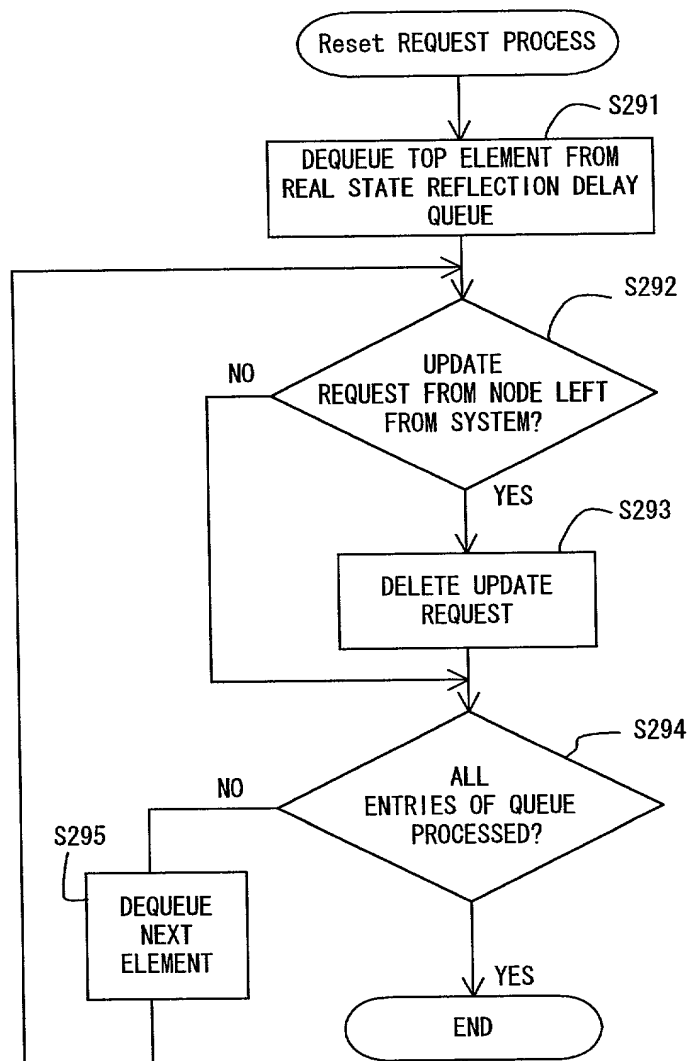 Reset REQUEST PROCESS
S291
DEQUEUE TOP ELEMENT FROM
REAL STATE REFLECTION DELAY
QUEUE
S292
UPDATE
REQUEST FROM NODE LEFT
FROM SYSTEM?
NO
YES
S293
DELETE UPDATE
REQUEST
S294
ALL
ENTRIES OF QUEUE
PROCESSED?
NO
S295
DEQUEUE
NEXT
ELEMENT
YES
END